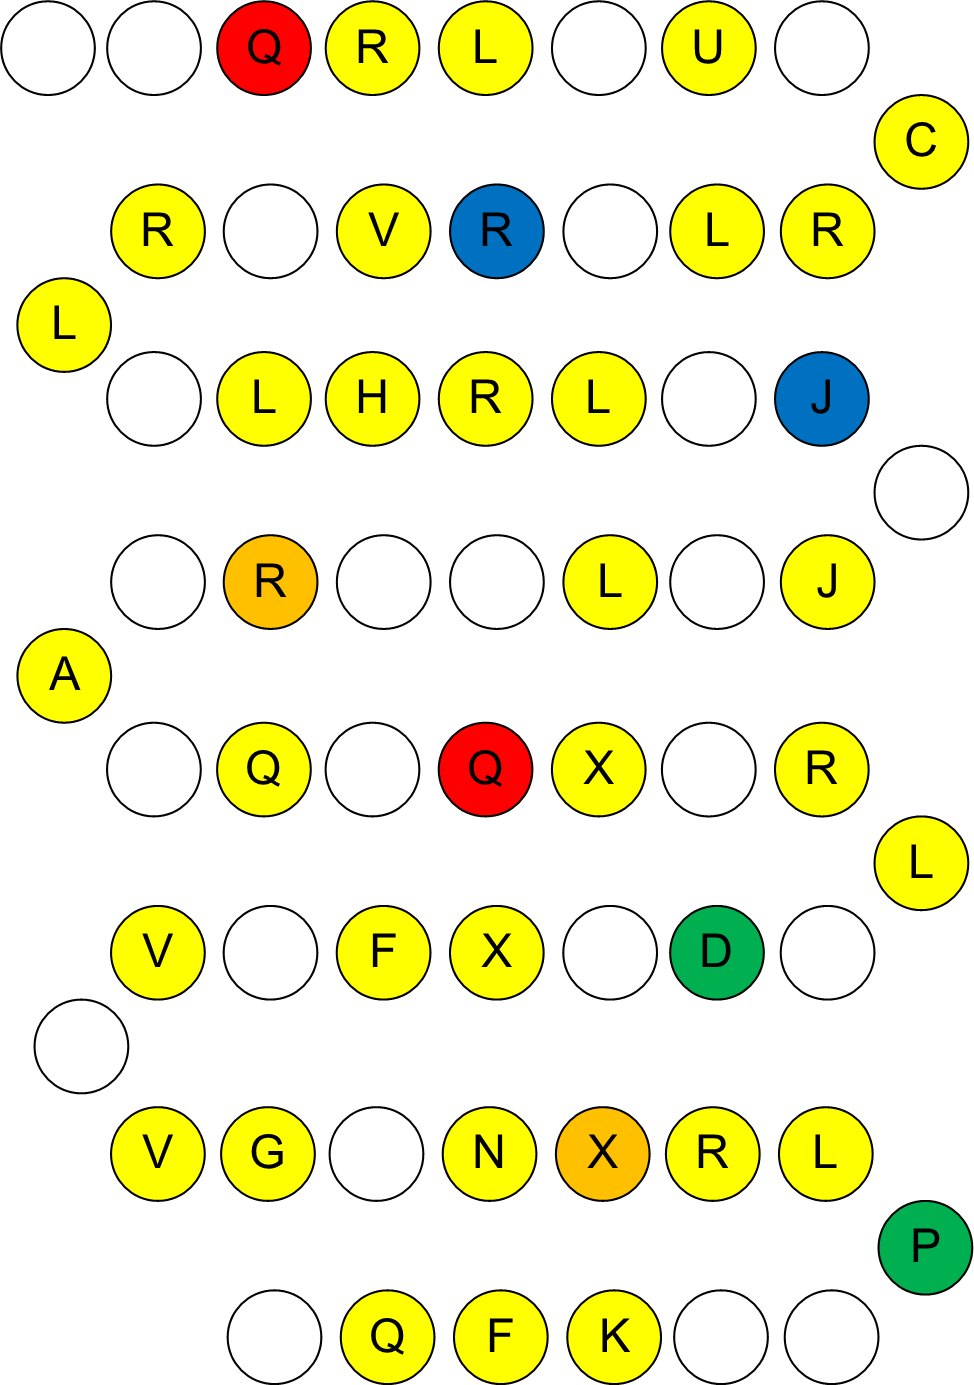 Q R L U
C
R V R L R
L
L H R L J
R L J
A
Q Q X R
L
V F X D
V G N X R L
P
Q F K